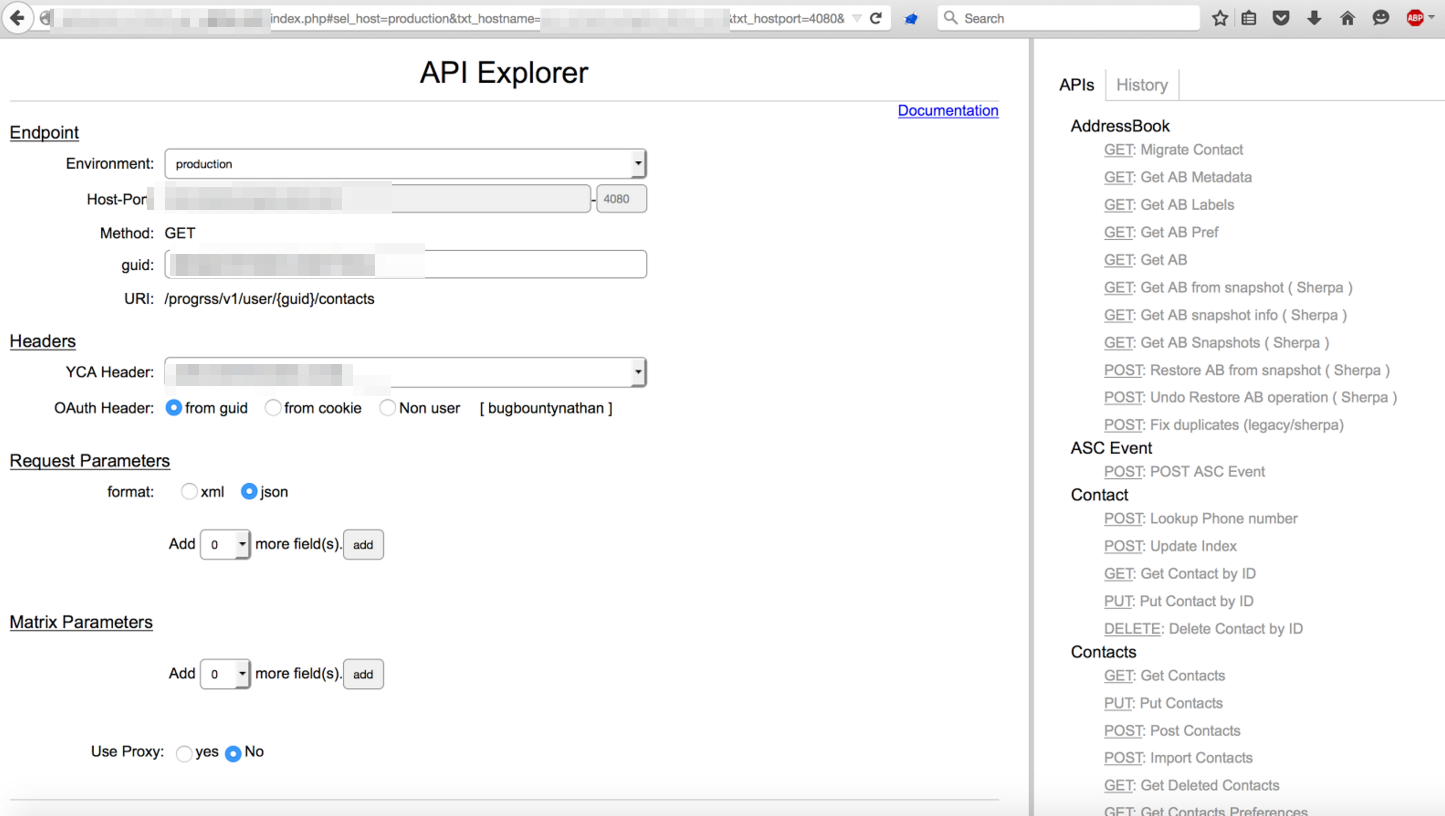 index.php#sel_host=production&txt_hostname=
txt_hostport=4080&
Search
ABP
API Explorer
Documentation
Endpoint
Environment: production
Host-Por - 4080
Method: GET
guid:
URI: /progrss/v1/user/{guid}/contacts
Headers
YCA Header:
OAuth Header: from guid from cookie Non user [ bugbountynathan ]
Request Parameters
format: xml json
Add 0 more field(s). add
Matrix Parameters
Add 0 more field(s). add
Use Proxy: yes No
APIs History
AddressBook
GET: Migrate Contact
GET: Get AB Metadata
GET: Get AB Labels
GET: Get AB Pref
GET: Get AB
GET: Get AB from snapshot ( Sherpa )
GET: Get AB snapshot info ( Sherpa )
GET: Get AB Snapshots ( Sherpa )
POST: Restore AB from snapshot ( Sherpa )
POST: Undo Restore AB operation ( Sherpa )
POST: Fix duplicates (legacy/sherpa)
ASC Event
POST: POST ASC Event
Contact
POST: Lookup Phone number
POST: Update Index
GET: Get Contact by ID
PUT: Put Contact by ID
DELETE: Delete Contact by ID
Contacts
GET: Get Contacts
PUT: Put Contacts
POST: Post Contacts
POST: Import Contacts
GET: Get Deleted Contacts
GET: Get Contacts Preferences